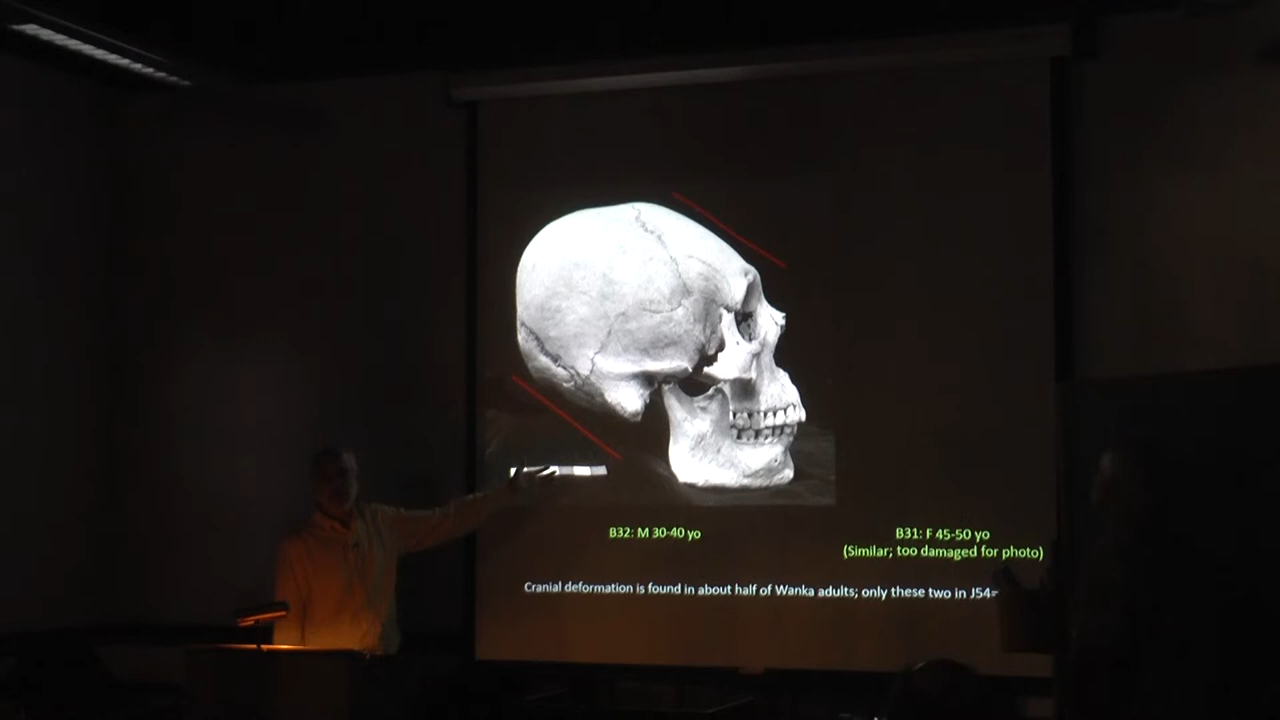 B32: M 30-40 yo
B31: F 45-50 yo
(Similar; too damaged for photo)
Cranial deformation is found in about half of Wanka adults; only these two in J54=